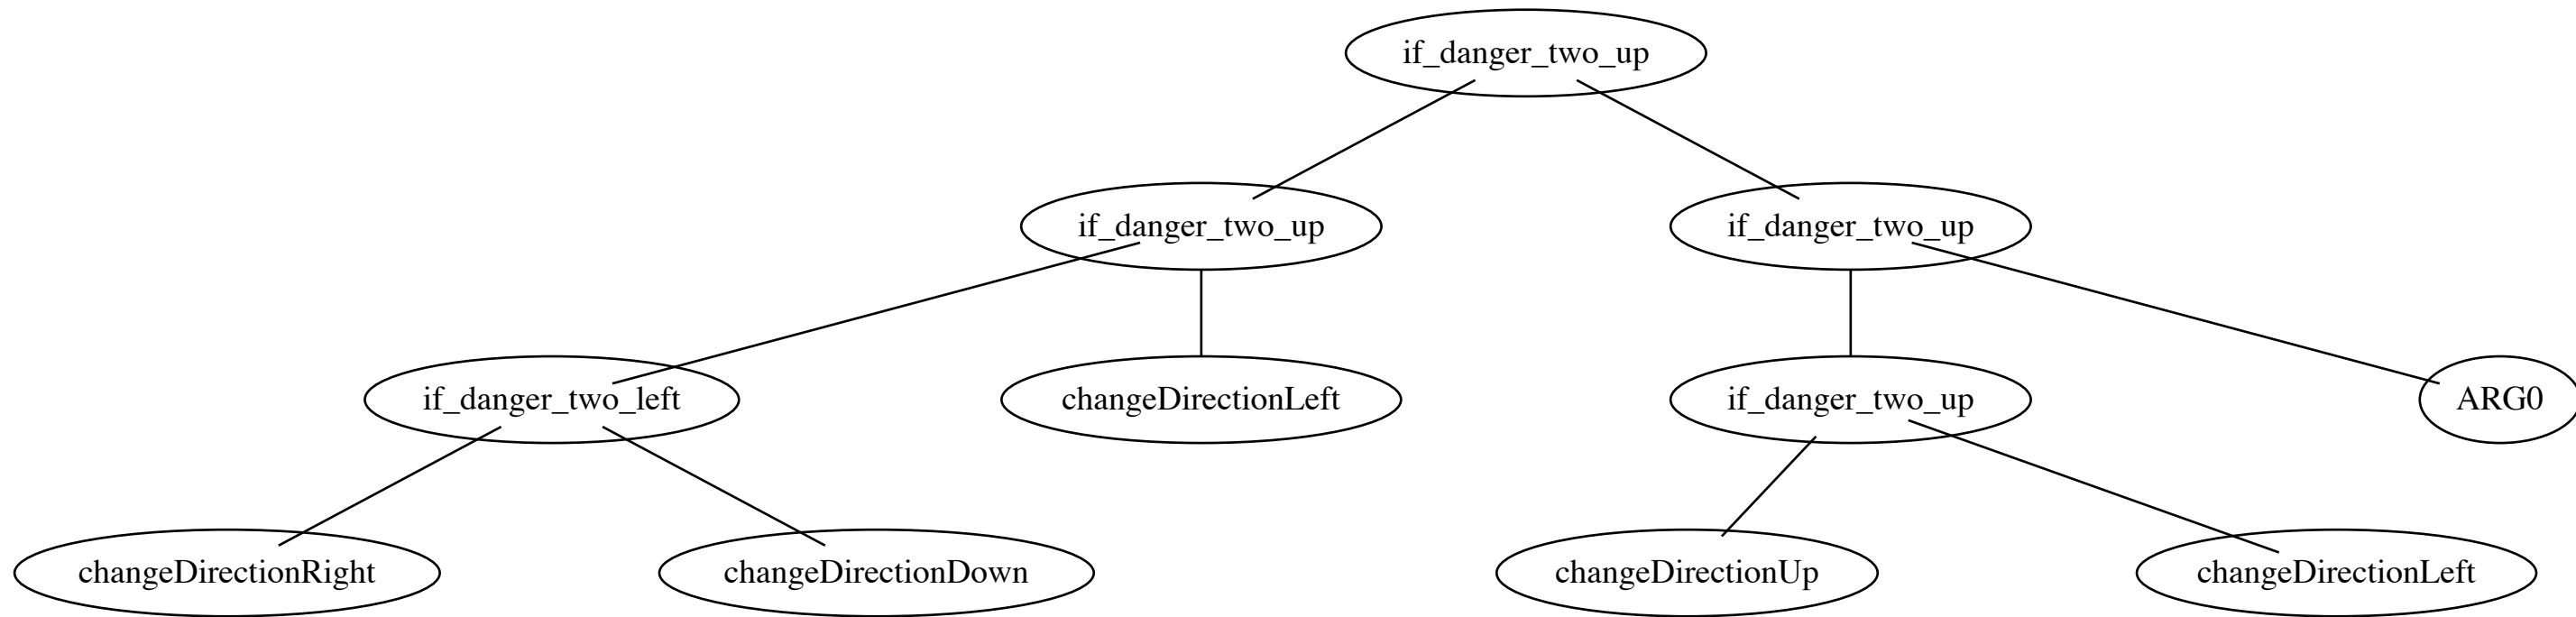 if_danger_two_up
if_danger_two_up
if_danger_two_up
if_danger_two_left
changeDirectionLeft
if_danger_two_up
ARG0
changeDirectionRight
changeDirectionDown
changeDirectionUp
changeDirectionLeft